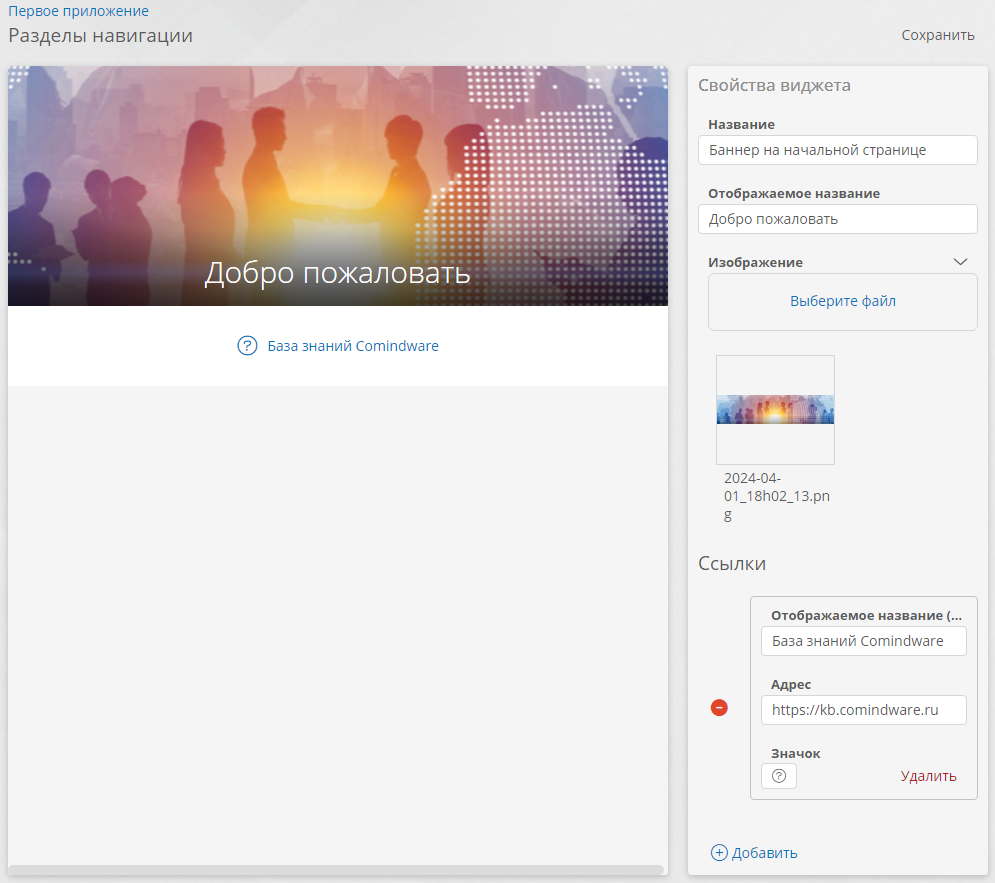 Первое приложение
Разделы навигации
Сохранить
Добро пожаловать
База знаний Comindware
Свойства виджета
Название
Баннер на начальной странице
Отображаемое название
Добро пожаловать
Изображение
Выберите файл
2024-04-
01_18h02_13.pn
g
Ссылки
Отображаемое название (...
База знаний Comindware
Адрес
https://kb.comindware.ru
Значок
Удалить
Добавить